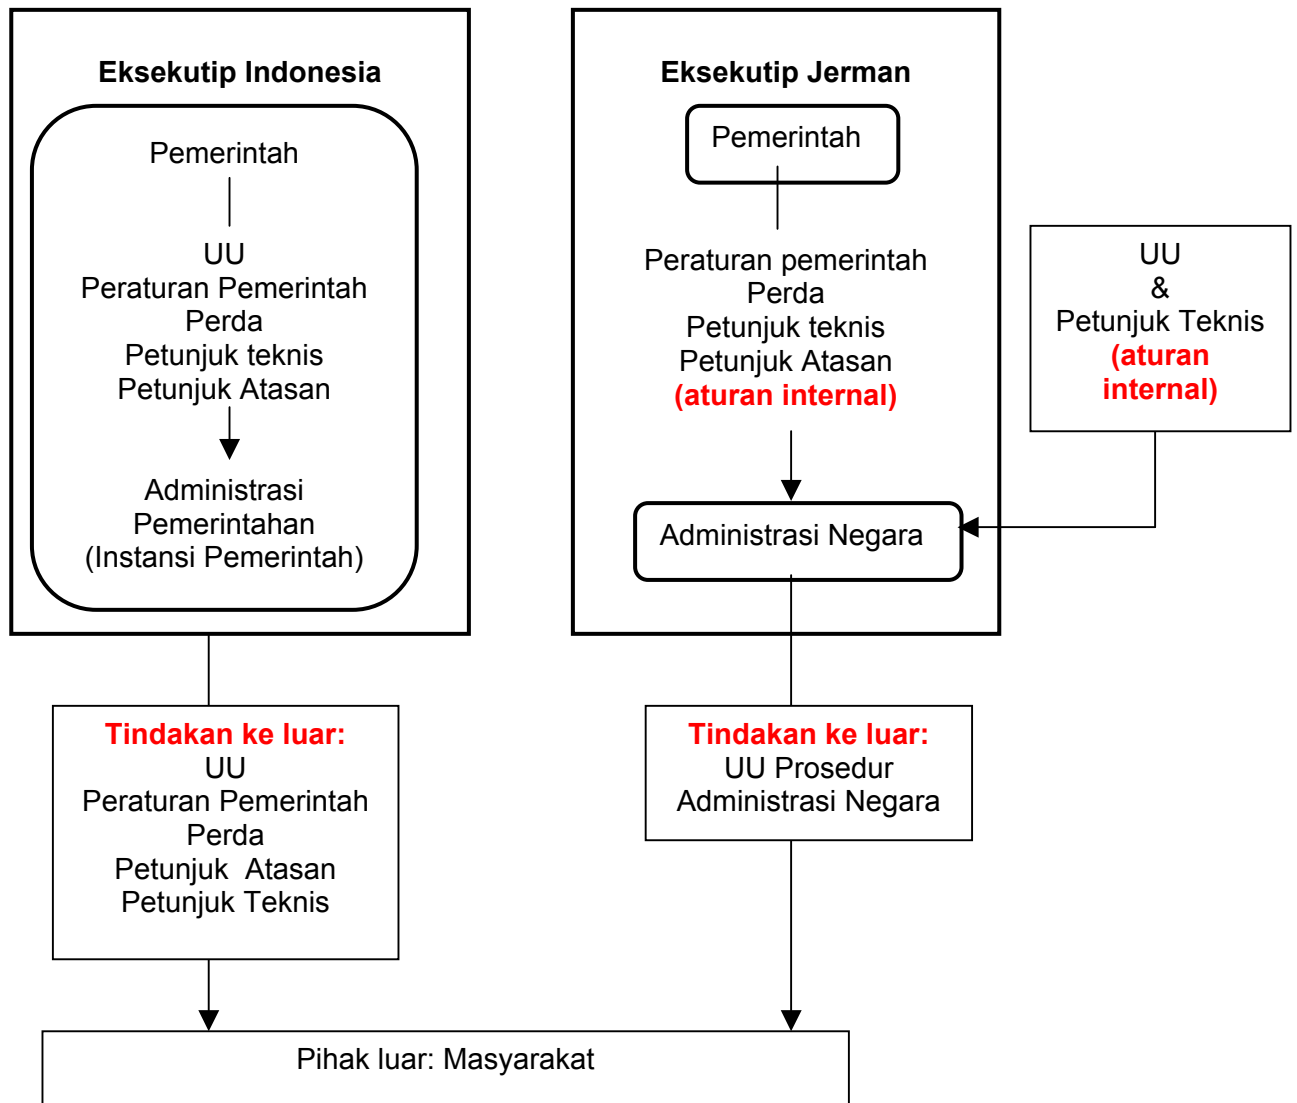 Eksekutip Indonesia
Pemerintah
UU
Peraturan Pemerintah
Perda
Petunjuk teknis
Petunjuk Atasan
Administrasi
Pemerintahan
(Instansi Pemerintah)
Tindakan ke luar:
UU
Peraturan Pemerintah
Perda
Petunjuk Atasan
Petunjuk Teknis
Eksekutip Jerman
Pemerintah
Peraturan pemerintah
Perda
Petunjuk teknis
Petunjuk Atasan
(aturan internal)
Administrasi Negara
UU
&
Petunjuk Teknis
(aturan
internal)
Tindakan ke luar:
UU Prosedur
Administrasi Negara
Pihak luar: Masyarakat